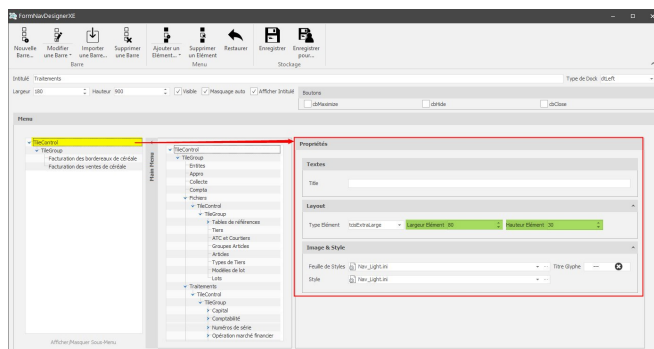 FormNavDesignerXE
Nouvelle Barre...
Modifier une Barre
Importer une Barre...
Supprimer une Barre
Ajouter un Elément...
Supprimer un Elément
Restaurer
Enregistrer
Enregistrer pour...
Barre
Menu
Stockage
Intitulé Traitements
Type de Dock dtLeft
Largeur 180 Hauteur 900 Visible Masquage auto Afficher Intitulé
Boutons
cbMaximize cbHide cbClose
Menu
TileControl
TileGroup
Facturation des bordereaux de céréale
Facturation des ventes de céréale
Afficher/Masquer Sous-Menu
Main Menu
TileControl
TileGroup
Entites
Appro
Collecte
Compta
Fichiers
TileControl
TileGroup
Tables de références
Tiers
ATC et Courtiers
Groupes Articles
Articles
Types de Tiers
Modèles de lot
Lots
Traitements
TileControl
TileGroup
Capital
Comptabilité
Numéros de série
Opération marché financier
Propriétés
Textes
Title
Layout
Type Elément tcisExtraLarge Largeur Elément 80 Hauteur Elément 30
Image & Style
Feuille de Styles Nav_Light.ini Titre Glyphe
Style Nav_Light.ini